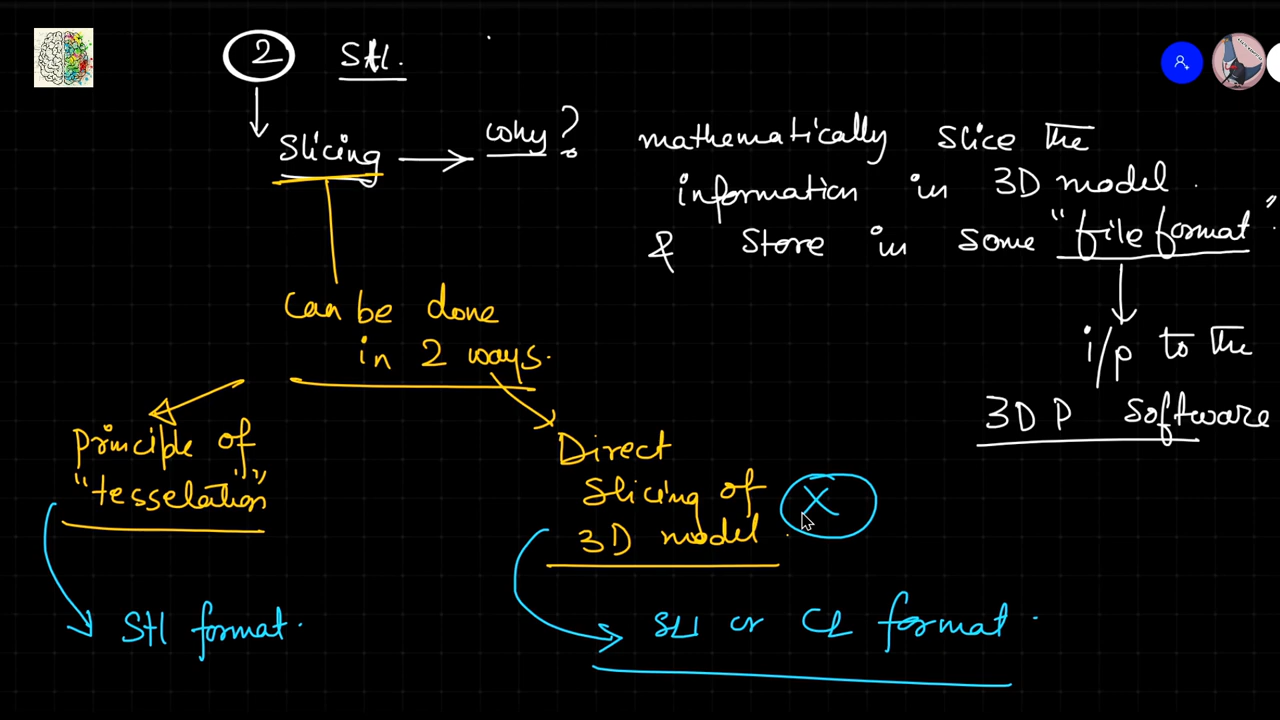 2 Stl.
Slicing → why?
mathematically slice the
information in 3D model.
& store in some "file format".
i/p to the
3DP software
can be done
in 2 ways.
Principle of
"tesselation"
Direct
slicing of
3D model.
X
Stl format.
SLI or CL format.